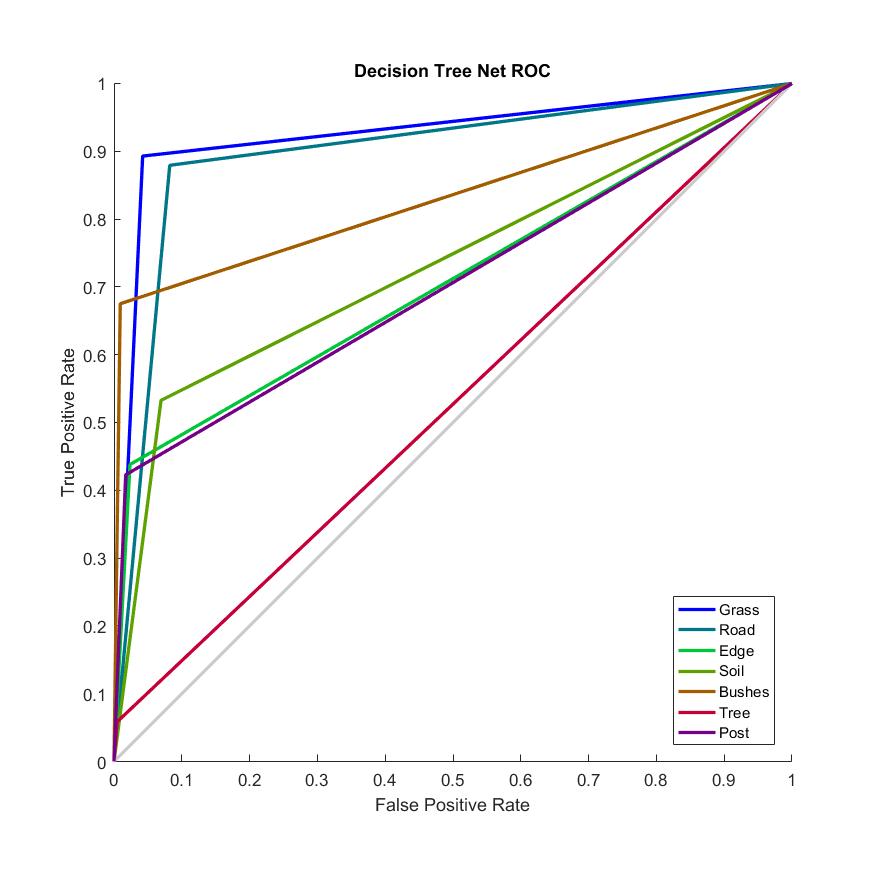 Decision Tree Net ROC
1
0.9
0.8
0.7
0.6
0.5
0.4
0.3
0.2
0.1
0
True Positive Rate
0 0.1 0.2 0.3 0.4 0.5 0.6 0.7 0.8 0.9 1
False Positive Rate
Grass
Road
Edge
Soil
Bushes
Tree
Post